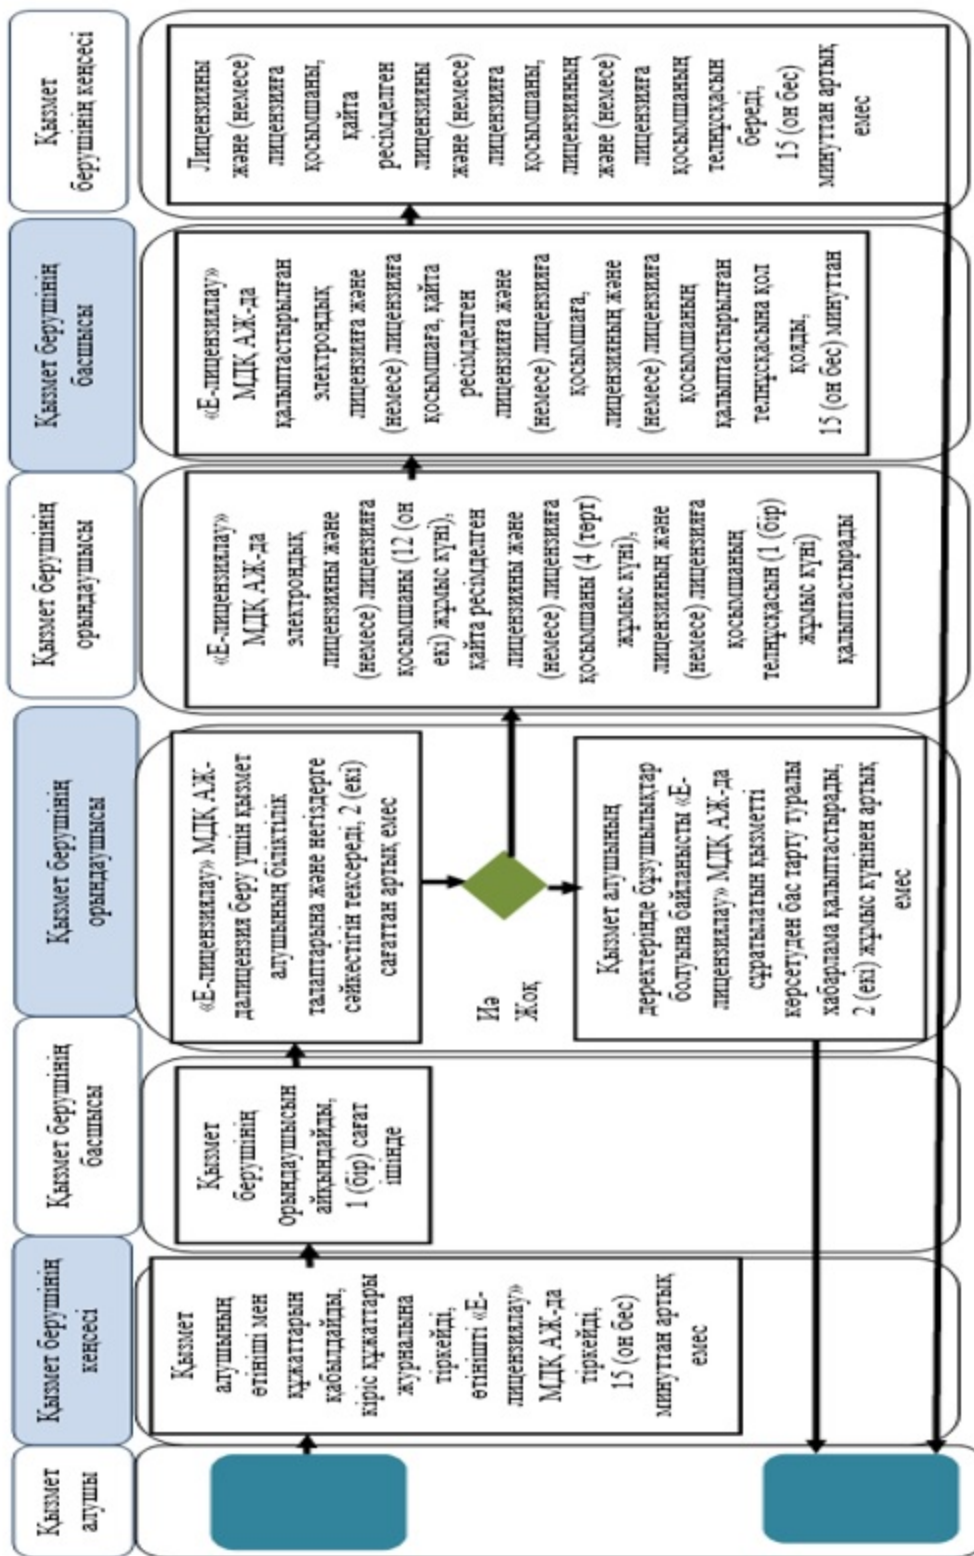 Қызмет
алушы
Қызмет берушінің
кеңсесі
Қызмет берушінің
басшысы
Қызмет берушінің
орындаушысы
Қызмет берушінің
орындаушысы
Қызмет берушінің
басшысы
Қызмет
берушінің кеңсесі
Қызмет
алушының
өтініші мен
құжаттарын
қабылдайды,
кіріс құжаттары
журналына
тіркейді,
өтінішті «Е-
лицензиялау»
МДҚ АЖ-да
тіркейді,
15 (он бес)
минуттан артық
емес
Қызмет
берушінің
орындаушысын
айқындайды,
1 (бір) сағат
ішінде
«Е-лицензиялау» МДҚ АЖ-
далицензия беру үшін қызмет
алушының біліктілік
талаптарына және негіздерге
сәйкестігін тексереді, 2 (екі)
сағаттан артық емес
Иә
Жоқ
Қызмет алушының
деректерінде бұзушылықтар
болуына байланысты «Е-
лицензиялау» МДҚ АЖ-да
сұратылатын қызметті
көрсетуден бас тарту туралы
хабарлама қалыптастырады,
2 (екі) жұмыс күнінен артық
емес
«Е-лицензиялау»
МДҚ АЖ-да
электрондық
лицензияны және
(немесе) лицензияға
қосымшаны (12 (он
екі) жұмыс күні),
қайта ресімделген
лицензияны және
(немесе) лицензияға
қосымшаны (4 (төрт)
жұмыс күні),
лицензияның және
(немесе) лицензияға
қосымшаның
телнұсқасын (1 (бір)
жұмыс күні)
қалыптастырады
«Е-лицензиялау»
МДҚ АЖ-да
қалыптастырылған
электрондық
лицензияға және
(немесе) лицензияға
қосымшаға, қайта
ресімделген
лицензияға және
(немесе) лицензияға
қосымшаға,
лицензияның және
(немесе) лицензияға
қосымшаның
қалыптастырылған
телнұсқасына қол
қояды,
15 (он бес) минуттан
Лицензияны
және (немесе)
лицензияға
қосымшаны,
қайта
ресімделген
лицензияны
және (немесе)
лицензияға
қосымшаны,
лицензияның
және (немесе)
лицензияға
қосымшаның
телнұсқасын
береді,
15 (он бес)
минуттан артық
емес